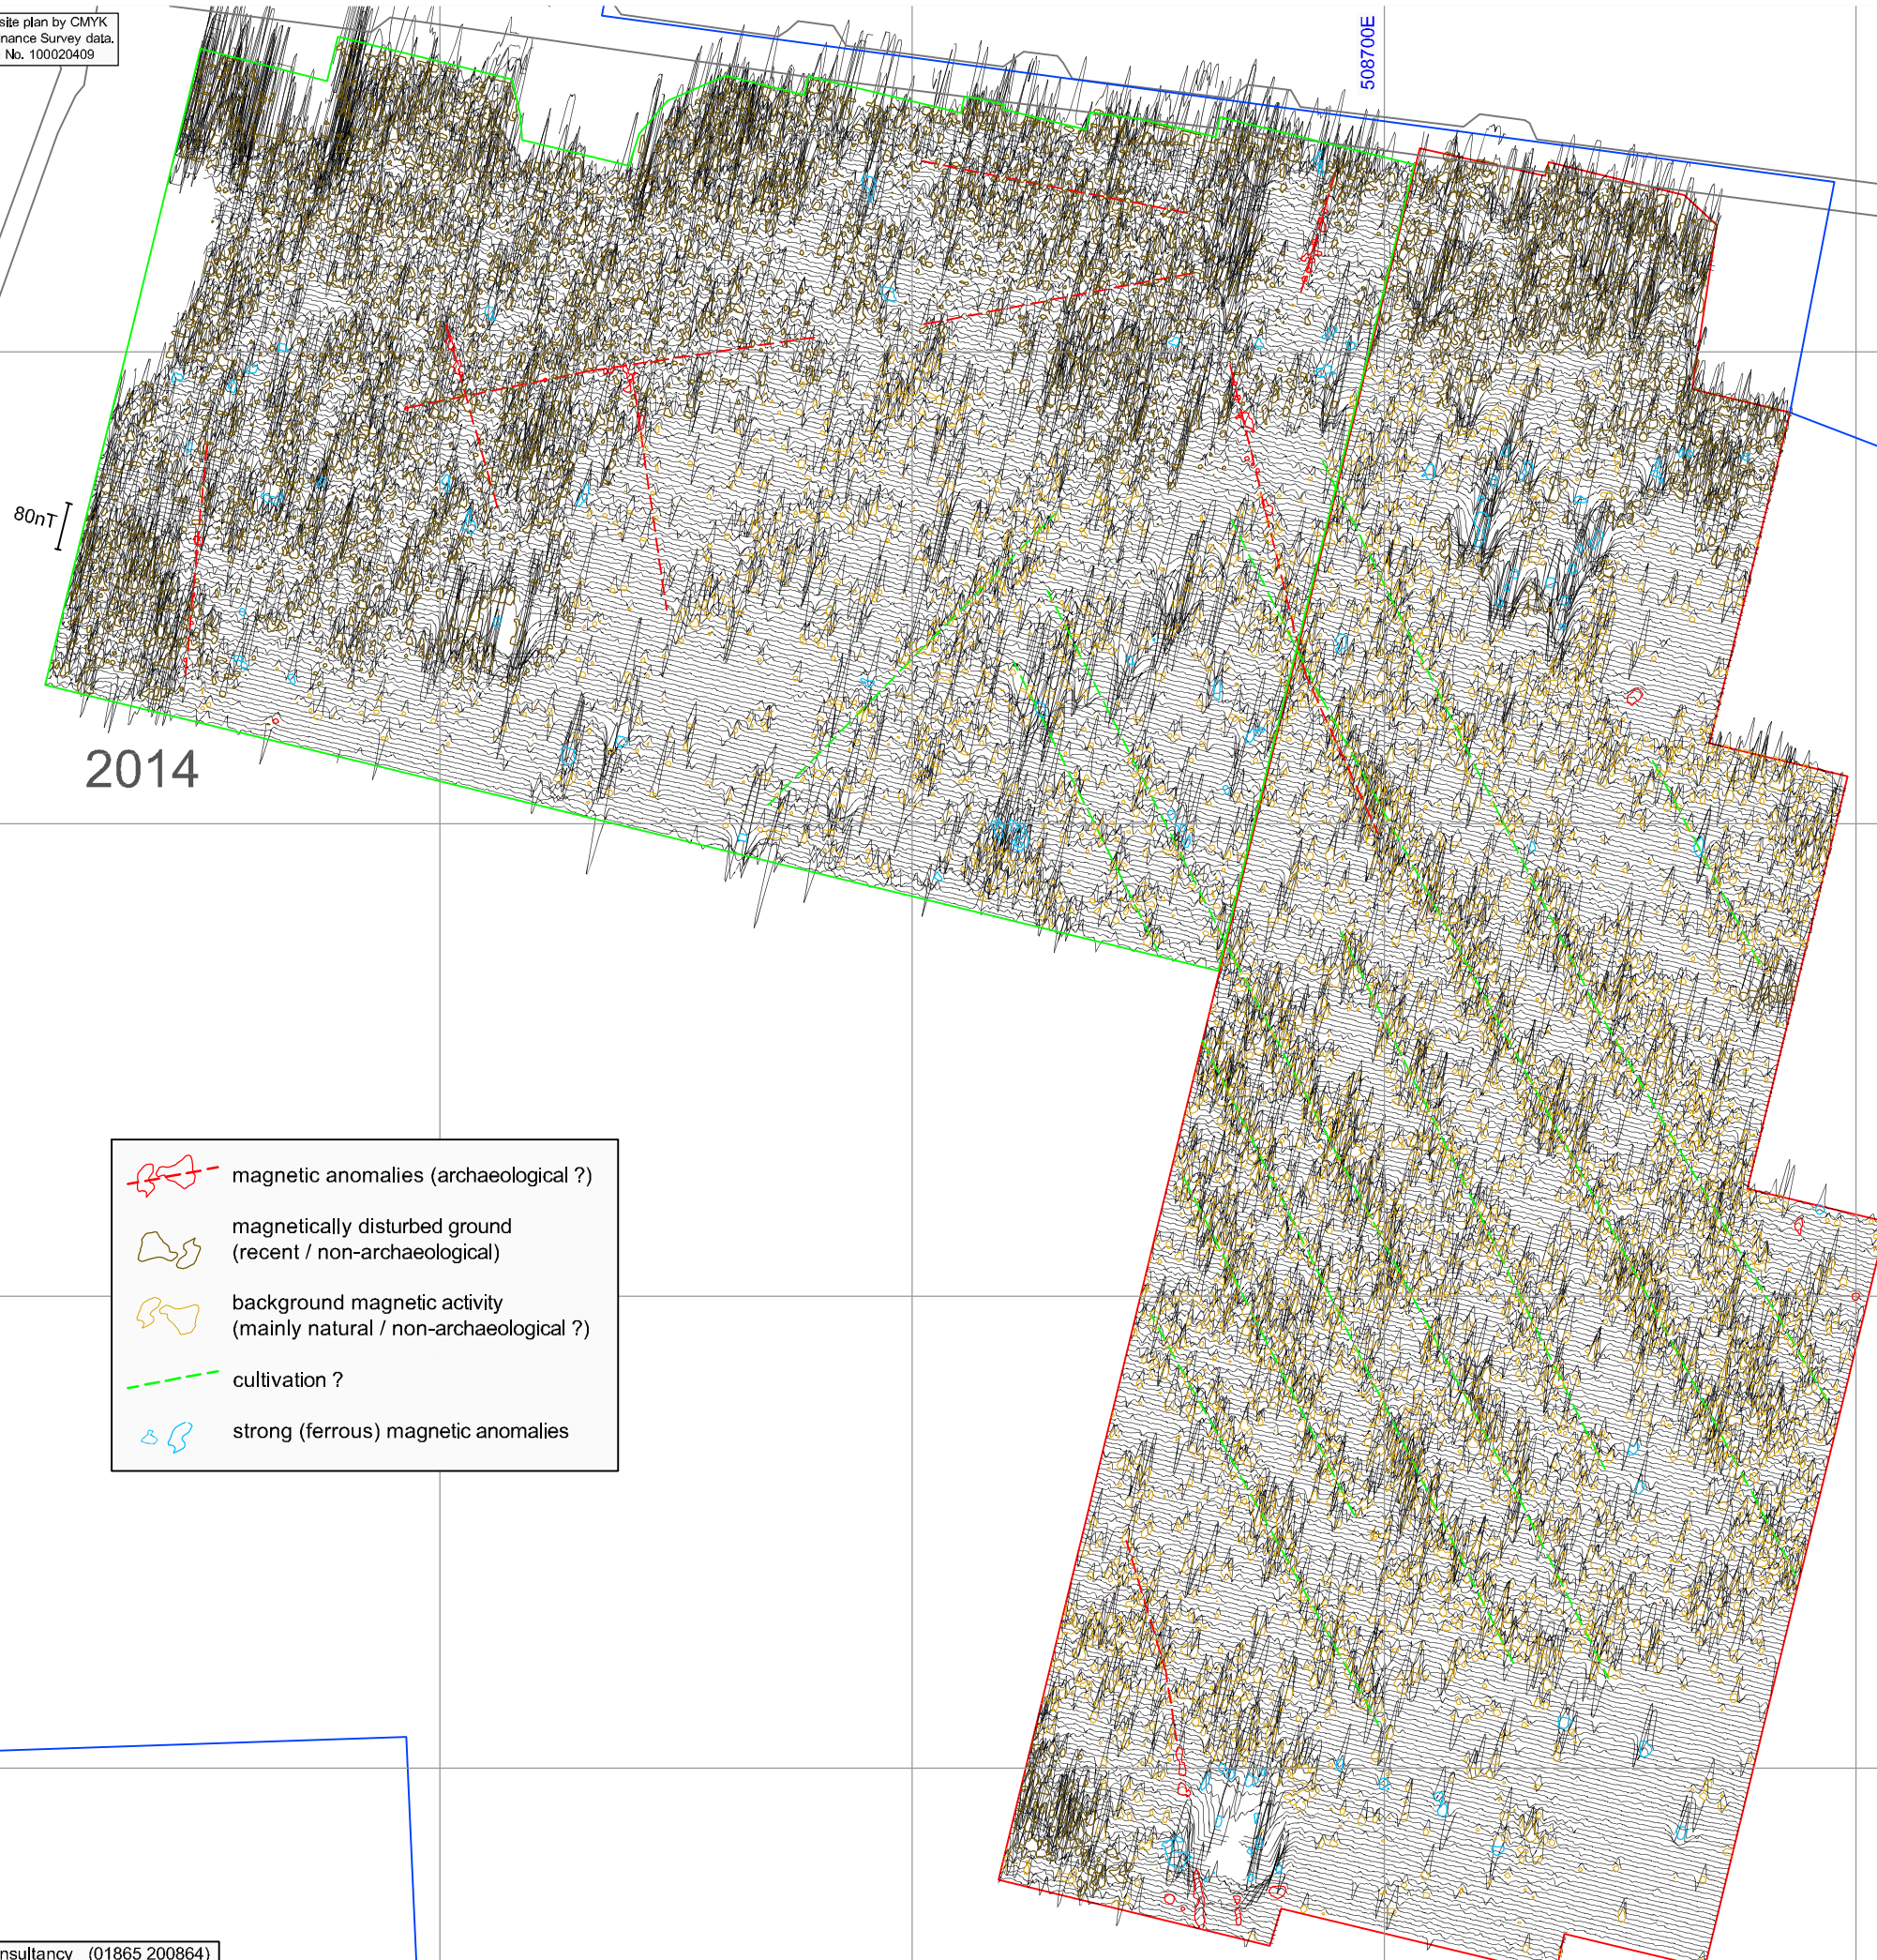 site plan by CMYK
nance Survey data.
No. 100020409
508700E
80nT
2014
magnetic anomalies (archaeological ?)
magnetically disturbed ground
(recent / non-archaeological)
background magnetic activity
(mainly natural / non-archaeological ?)
cultivation ?
strong (ferrous) magnetic anomalies
nsultancy (01865 200864)